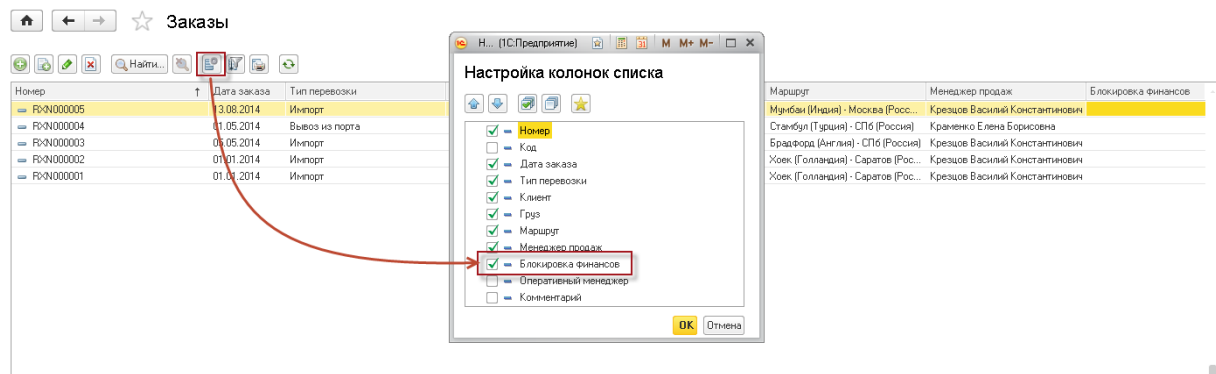 Заказы
Найти...
Номер ↑ Дата заказа Тип перевозки
RXN000005 13.08.2014 Импорт
RXN000004 01.05.2014 Вывоз из порта
RXN000003 05.2014 Импорт
RXN000002 01.01.2014 Импорт
RXN000001 01.01.2014 Импорт
Н... (1С:Предприятие) M M+ M-
Настройка колонок списка
Номер
Код
Дата заказа
Тип перевозки
Клиент
Груз
Маршрут
Менеджер продаж
Блокировка финансов
Оперативный менеджер
Комментарий
ОК Отмена
Маршрут Менеджер продаж Блокировка финансов
Мумбаи (Индия) - Москва (Росс... Крезцов Василий Константинович
Стамбул (Турция) - СПб (Россия) Краменко Елена Борисовна
Брадфорд (Англия) - СПб (Россия) Крезцов Василий Константинович
Хоек (Голландия) - Саратов (Рос... Крезцов Василий Константинович
Хоек (Голландия) - Саратов (Рос... Крезцов Василий Константинович